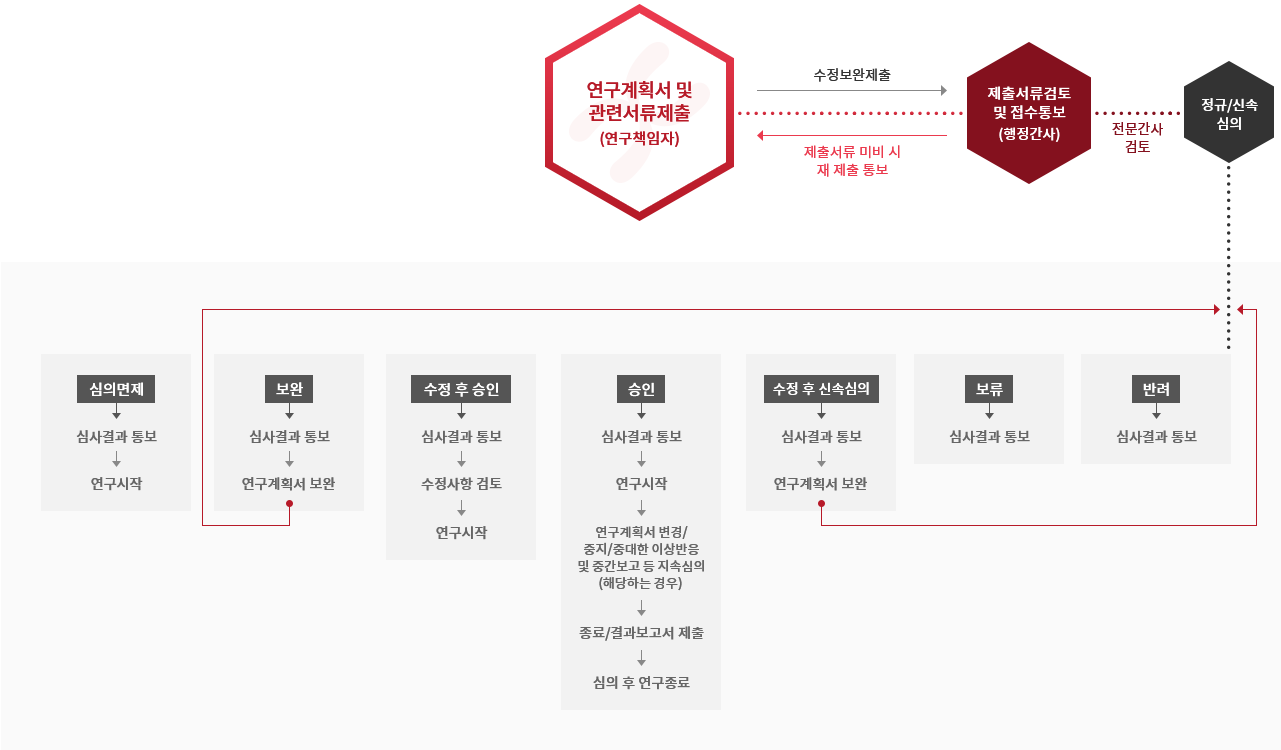 연구계획서 및
관련서류제출
(연구책임자)
수정보완제출
제출서류 미비 시
재 제출 통보
제출서류검토
및 접수통보
(행정간사)
전문간사
검토
정규/신속
심의
심의면제
심사결과 통보
연구시작
보완
심사결과 통보
연구계획서 보완
수정 후 승인
심사결과 통보
수정사항 검토
연구시작
승인
심사결과 통보
연구시작
연구계획서 변경/
중지/중대한 이상반응
및 중간보고 등 지속심의
(해당하는 경우)
종료/결과보고서 제출
심의 후 연구종료
수정 후 신속심의
심사결과 통보
연구계획서 보완
보류
심사결과 통보
반려
심사결과 통보